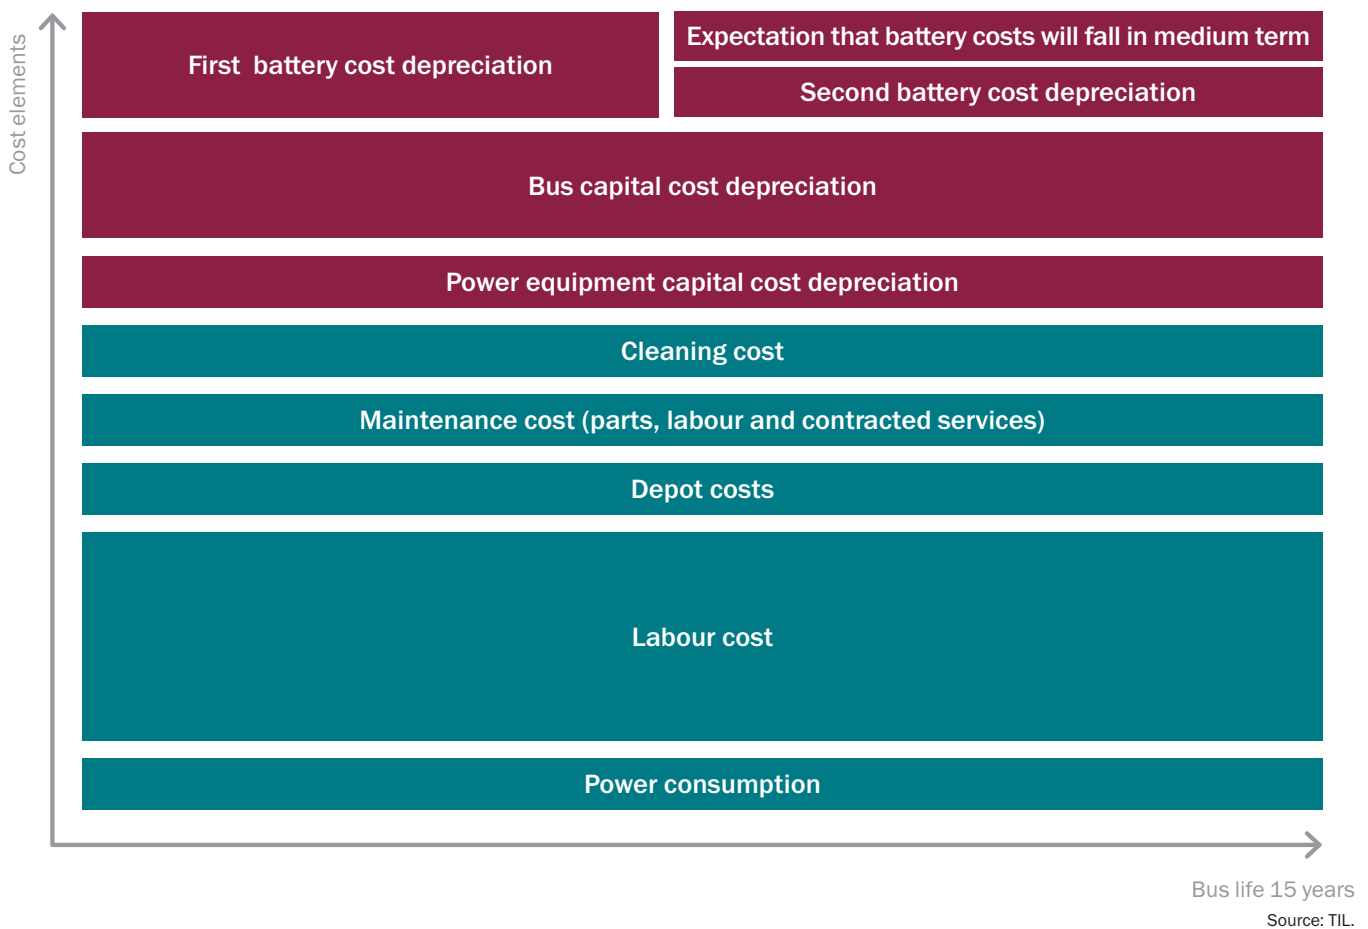 Cost elements
First battery cost depreciation
Expectation that battery costs will fall in medium term
Second battery cost depreciation
Bus capital cost depreciation
Power equipment capital cost depreciation
Cleaning cost
Maintenance cost (parts, labour and contracted services)
Depot costs
Labour cost
Power consumption
Bus life 15 years
Source: TIL.